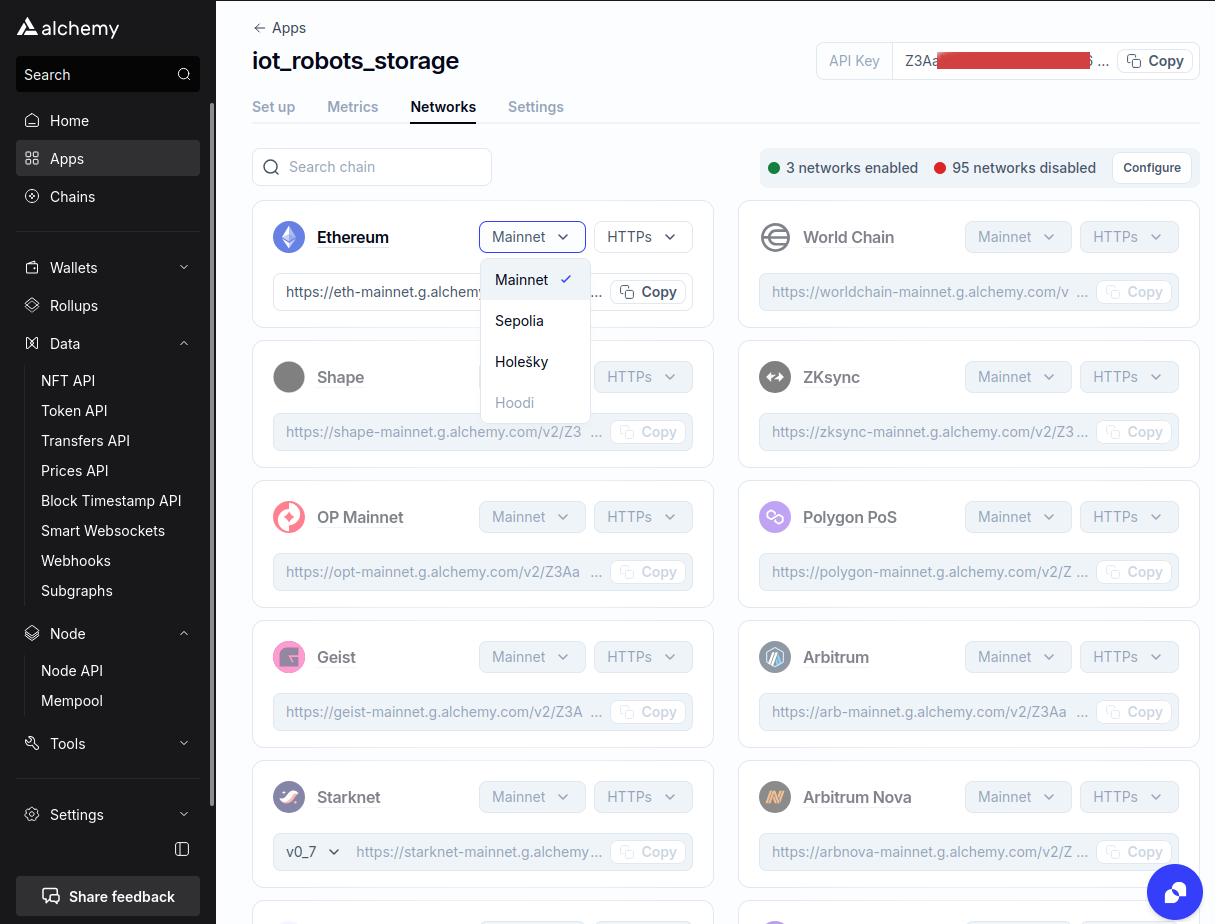 alchemy
Search
Home
Apps
Chains
Wallets
Rollups
Data
NFT API
Token API
Transfers API
Prices API
Block Timestamp API
Smart Websockets
Webhooks
Subgraphs
Node
Node API
Mempool
Tools
Settings
Share feedback
← Apps
iot_robots_storage
API Key Z3Aa ... Copy
Set up Metrics Networks Settings
Search chain
3 networks enabled 95 networks disabled Configure
Ethereum Mainnet HTTPs
https://eth-mainnet.g.alchemy ... Copy
Mainnet
Sepolia
Holešky
Hoodi
World Chain Mainnet HTTPs
https://worldchain-mainnet.g.alchemy.com/v ... Copy
Shape HTTPs
https://shape-mainnet.g.alchemy.com/v2/Z3 ... Copy
ZKsync Mainnet HTTPs
https://zksync-mainnet.g.alchemy.com/v2/Z3 ... Copy
OP Mainnet Mainnet HTTPs
https://opt-mainnet.g.alchemy.com/v2/Z3Aa ... Copy
Polygon PoS Mainnet HTTPs
https://polygon-mainnet.g.alchemy.com/v2/Z ... Copy
Geist Mainnet HTTPs
https://geist-mainnet.g.alchemy.com/v2/Z3A ... Copy
Arbitrum Mainnet HTTPs
https://arb-mainnet.g.alchemy.com/v2/Z3Aa ... Copy
Starknet Mainnet HTTPs
v0_7 https://starknet-mainnet.g.alchemy... Copy
Arbitrum Nova Mainnet HTTPs
https://arbnova-mainnet.g.alchemy.com/v2/Z ... Copy